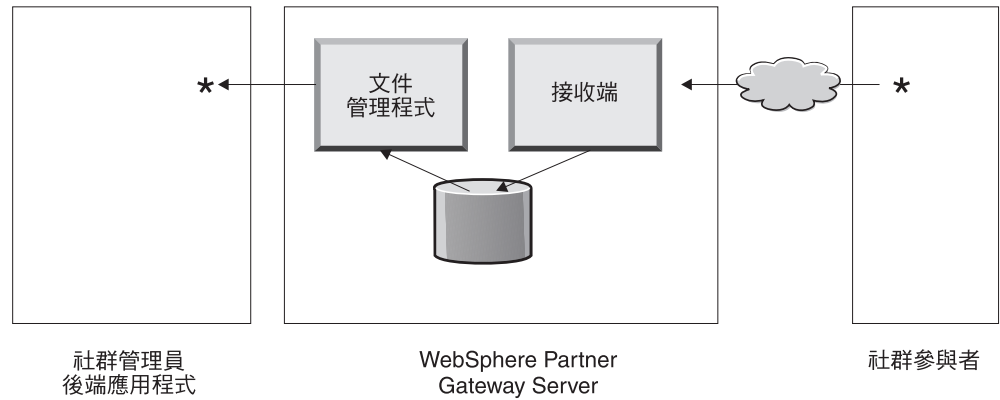 *
文件
管理程式
接收端
*
社群管理員
後端應用程式
WebSphere Partner
Gateway Server
社群參與者